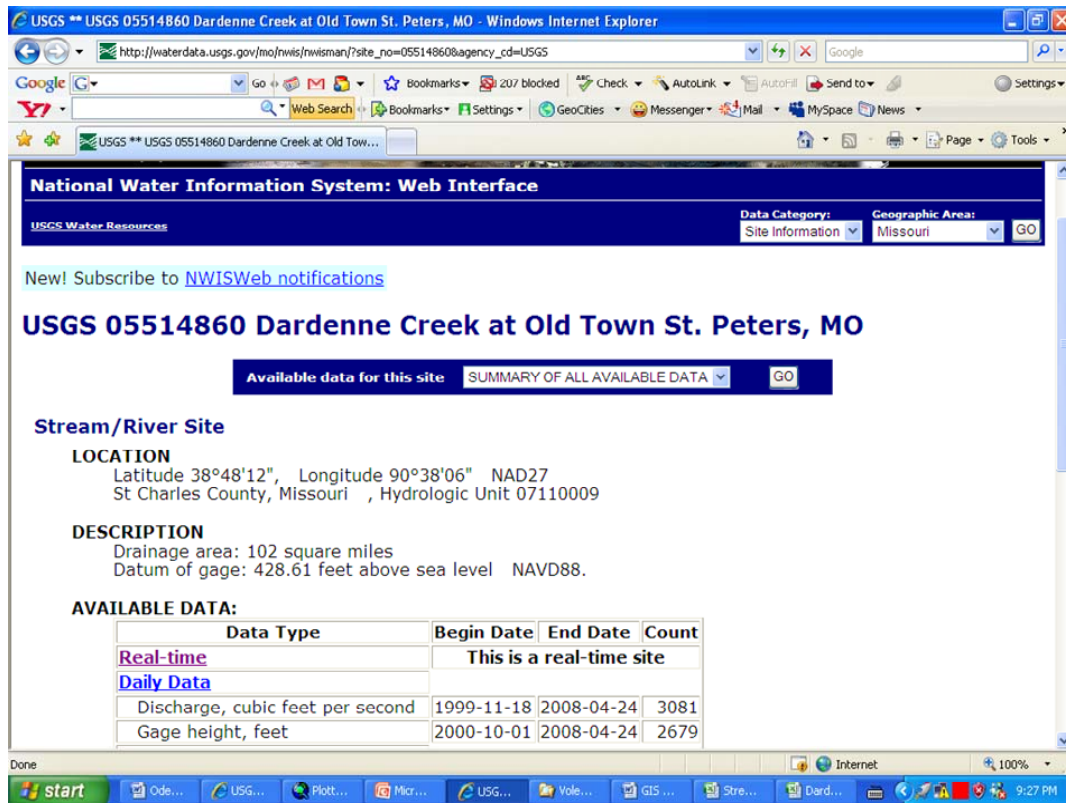 USGS ** USGS 05514860 Dardenne Creek at Old Town St. Peters, MO - Windows Internet Explorer
http://waterdata.usgs.gov/mo/nwis/nwisman/?site_no=05514860&agency_cd=USGS Google
Google G Go Bookmarks 207 blocked Check AutoLink AutoFill Send to Settings
Y! Web Search Bookmarks Settings GeoCities Messenger Mail MySpace News
USGS ** USGS 05514860 Dardenne Creek at Old Tow... Page Tools
National Water Information System: Web Interface
Data Category: Geographic Area:
USGS Water Resources Site Information Missouri GO
New! Subscribe to NWISWeb notifications
USGS 05514860 Dardenne Creek at Old Town St. Peters, MO
Available data for this site SUMMARY OF ALL AVAILABLE DATA GO
Stream/River Site
LOCATION
Latitude 38°48'12", Longitude 90°38'06" NAD27
St Charles County, Missouri , Hydrologic Unit 07110009
DESCRIPTION
Drainage area: 102 square miles
Datum of gage: 428.61 feet above sea level NAVD88.
AVAILABLE DATA:
Data Type Begin Date End Date Count
Real-time This is a real-time site
Daily Data
Discharge, cubic feet per second 1999-11-18 2008-04-24 3081
Gage height, feet 2000-10-01 2008-04-24 2679
Done Internet 100%
start Ode... USG... Plott... Micr... USG... Vole... GIS ... Stre... Dard... 9:27 PM